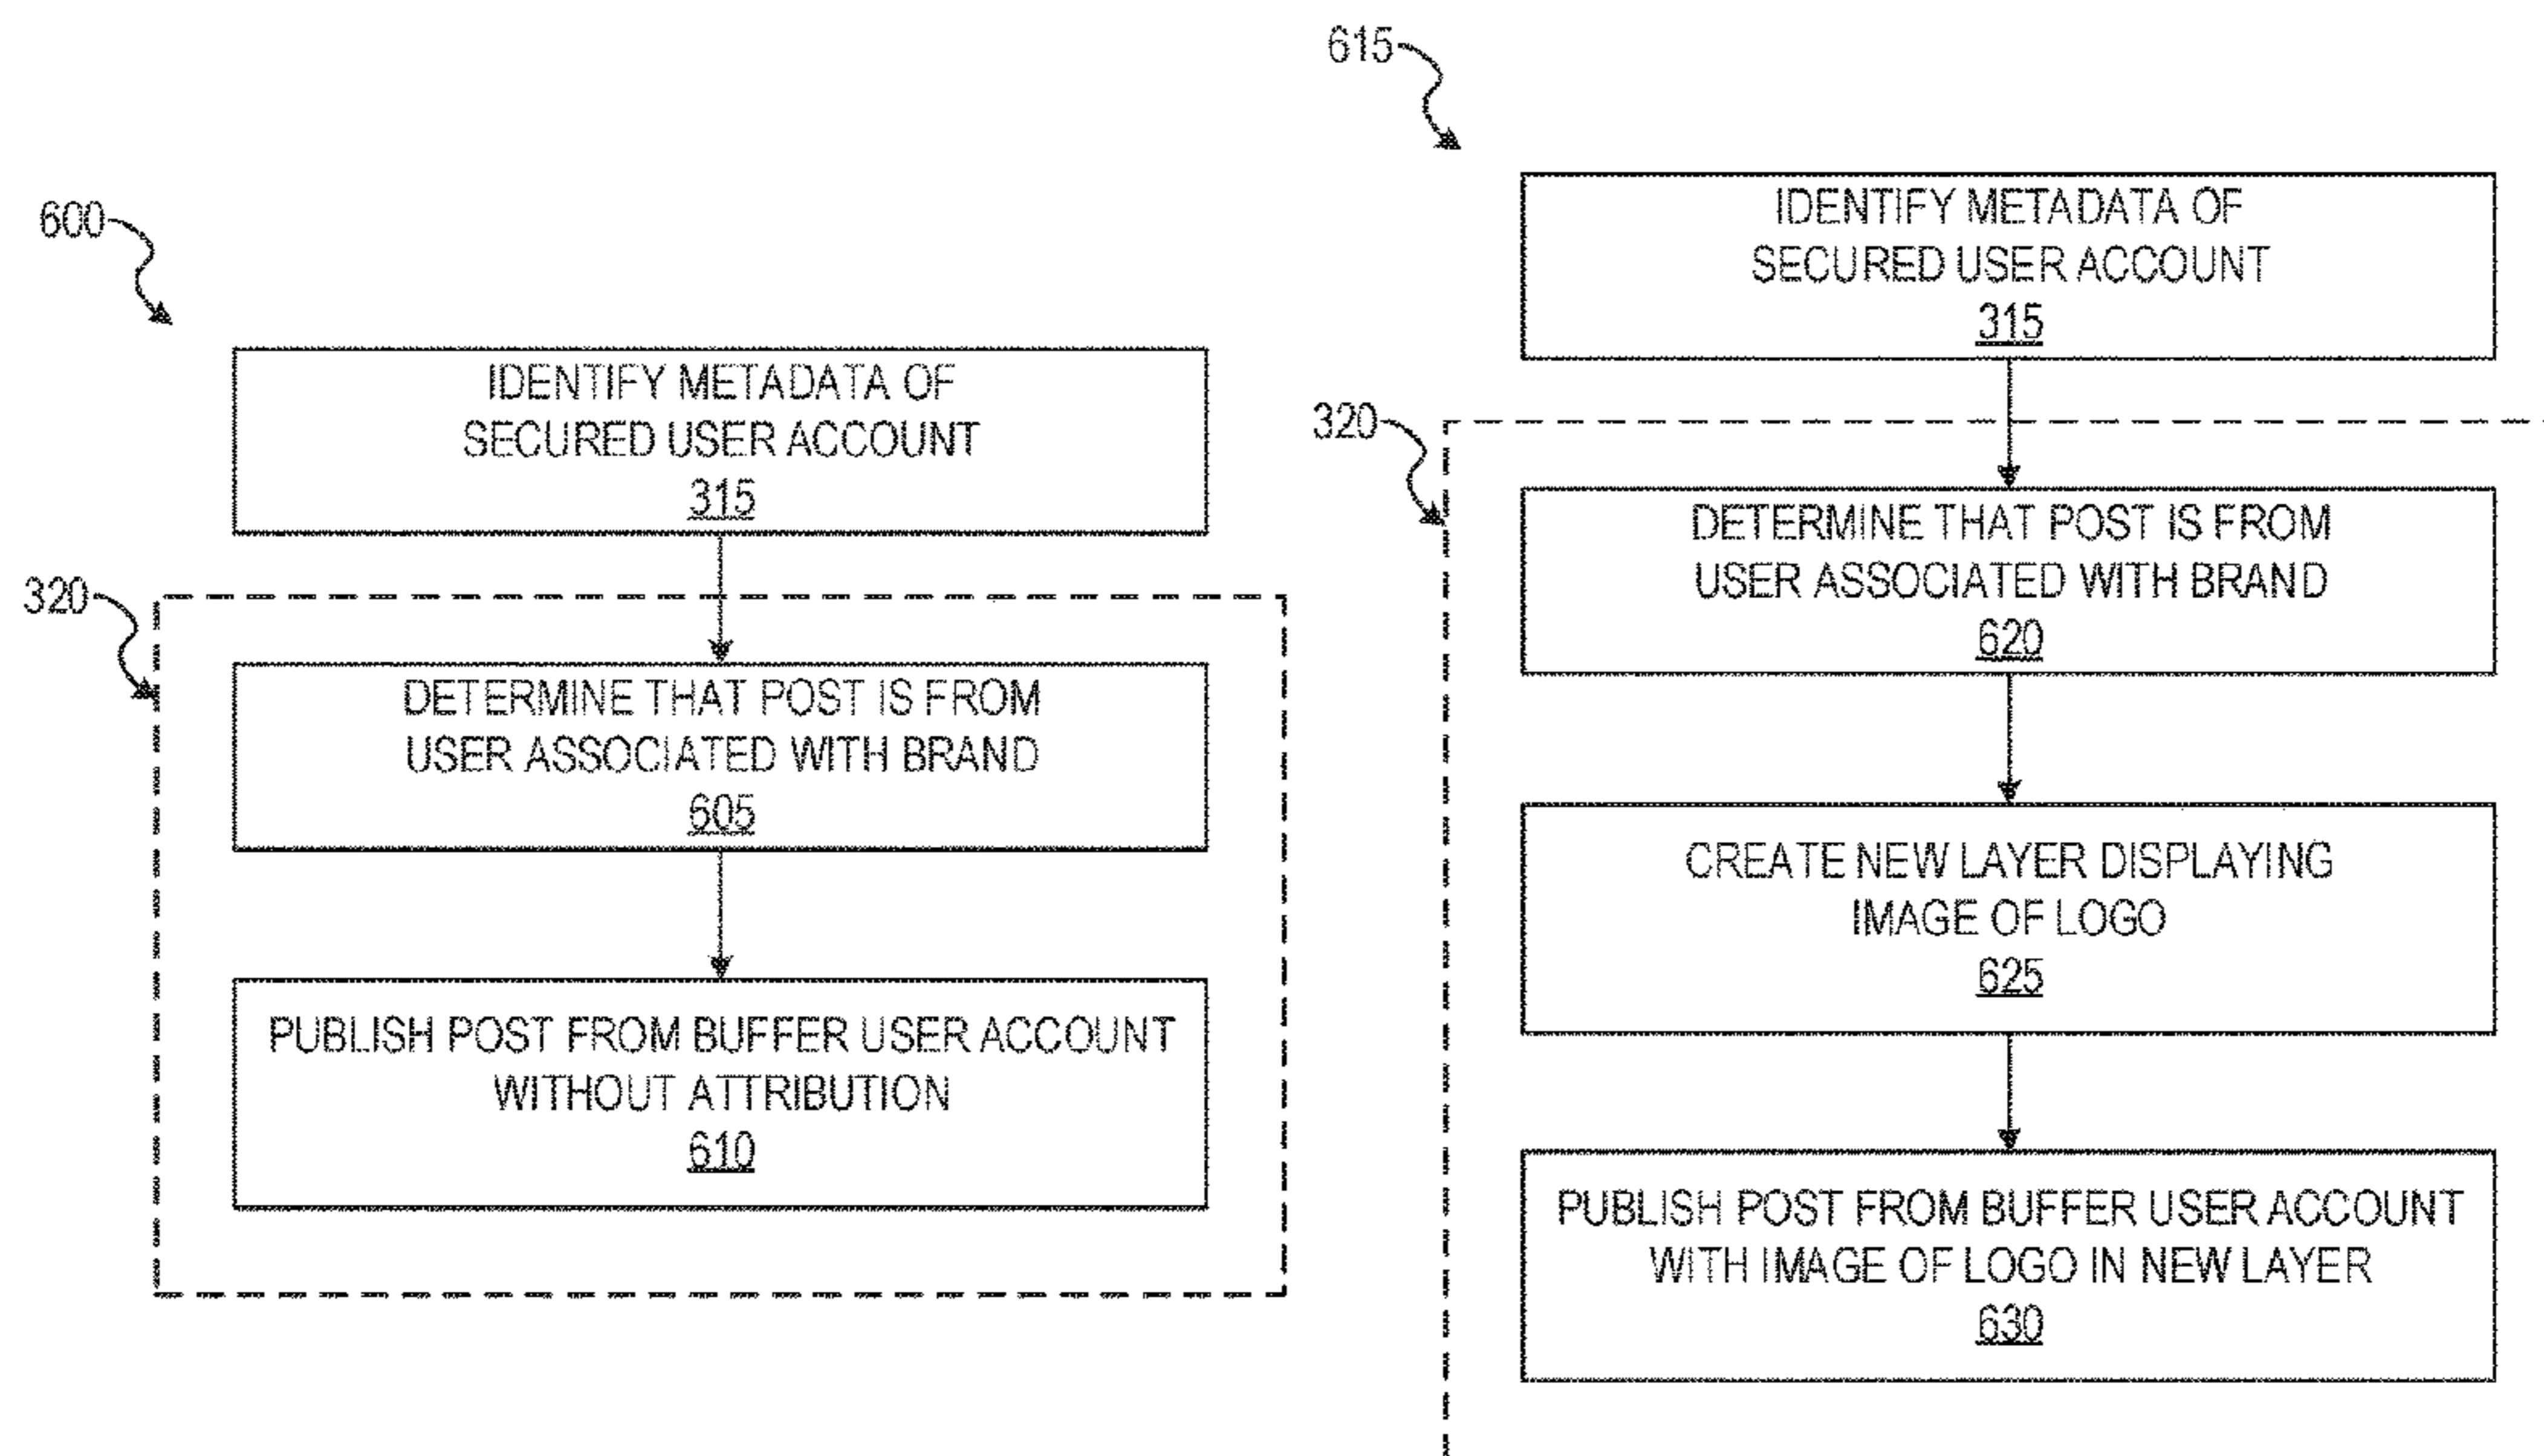 600
IDENTIFY METADATA OF
SECURED USER ACCOUNT
315
320
DETERMINE THAT POST IS FROM
USER ASSOCIATED WITH BRAND
605
PUBLISH POST FROM BUFFER USER ACCOUNT
WITHOUT ATTRIBUTION
610
615
IDENTIFY METADATA OF
SECURED USER ACCOUNT
315
320
DETERMINE THAT POST IS FROM
USER ASSOCIATED WITH BRAND
620
CREATE NEW LAYER DISPLAYING
IMAGE OF LOGO
625
PUBLISH POST FROM BUFFER USER ACCOUNT
WITH IMAGE OF LOGO IN NEW LAYER
630